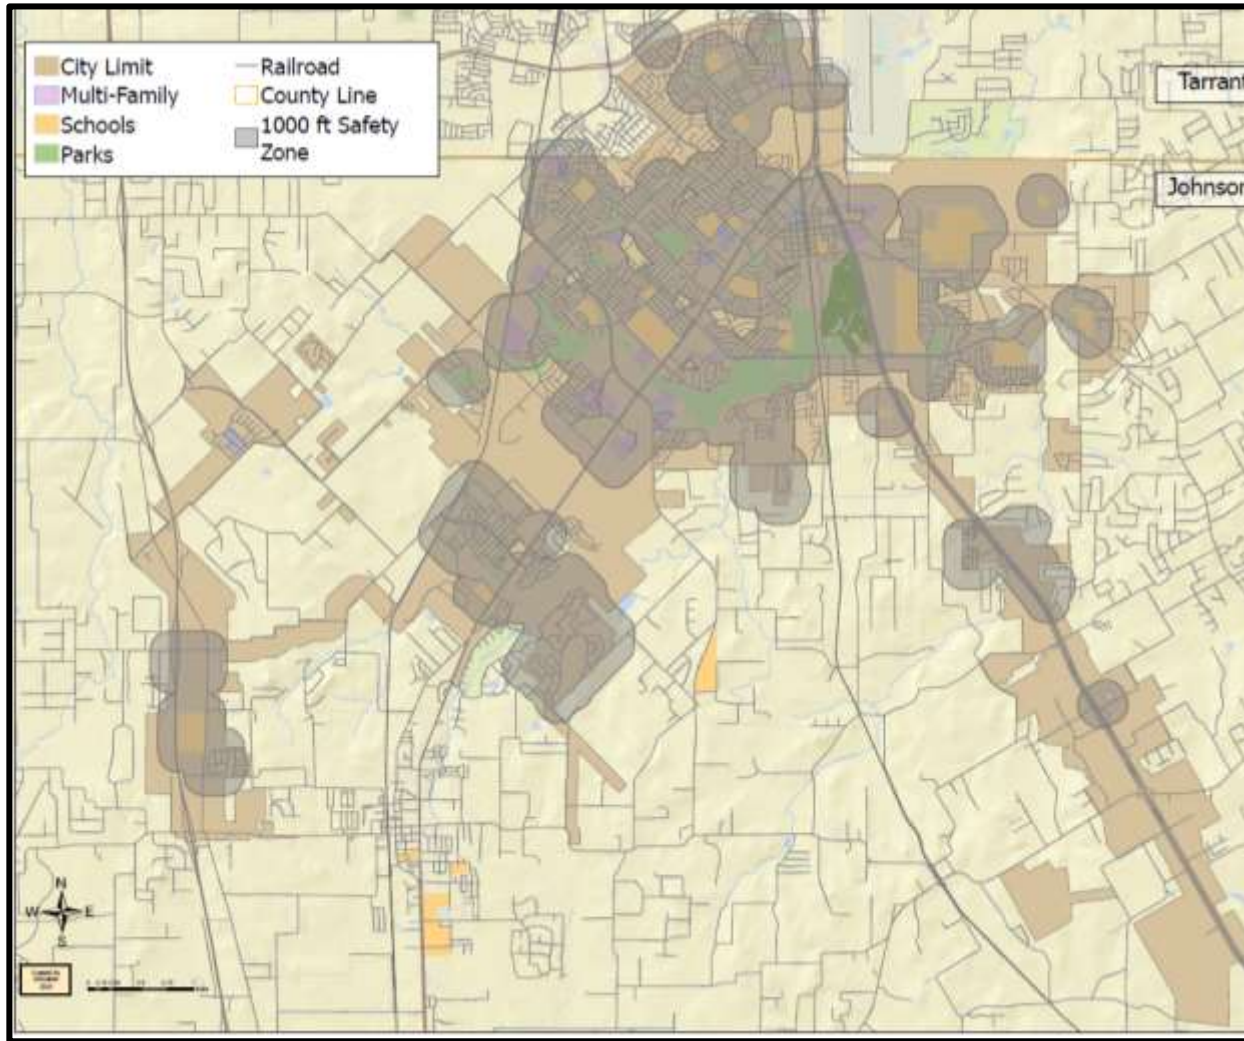 City Limit
Multi-Family
Schools
Parks
Railroad
County Line
1000 ft Safety
Zone
Tarrant
Johnson
N
W
E
S